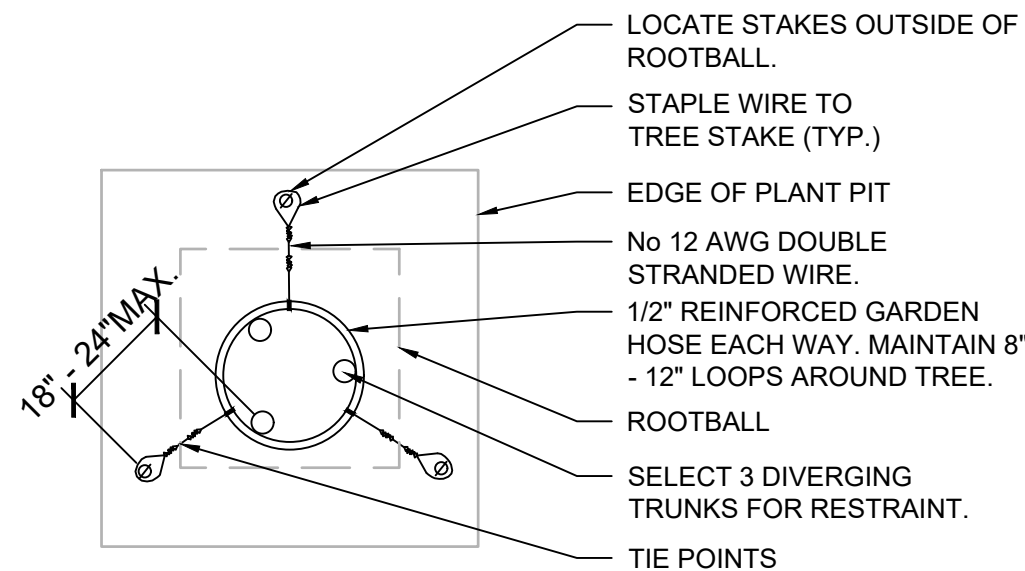 LOCATE STAKES OUTSIDE OF
ROOTBALL.
STAPLE WIRE TO
TREE STAKE (TYP.)
EDGE OF PLANT PIT
No 12 AWG DOUBLE
STRANDED WIRE.
1/2" REINFORCED GARDEN
HOSE EACH WAY. MAINTAIN 8"
- 12" LOOPS AROUND TREE.
ROOTBALL
SELECT 3 DIVERGING
TRUNKS FOR RESTRAINT.
TIE POINTS
18" - 24"MAX.